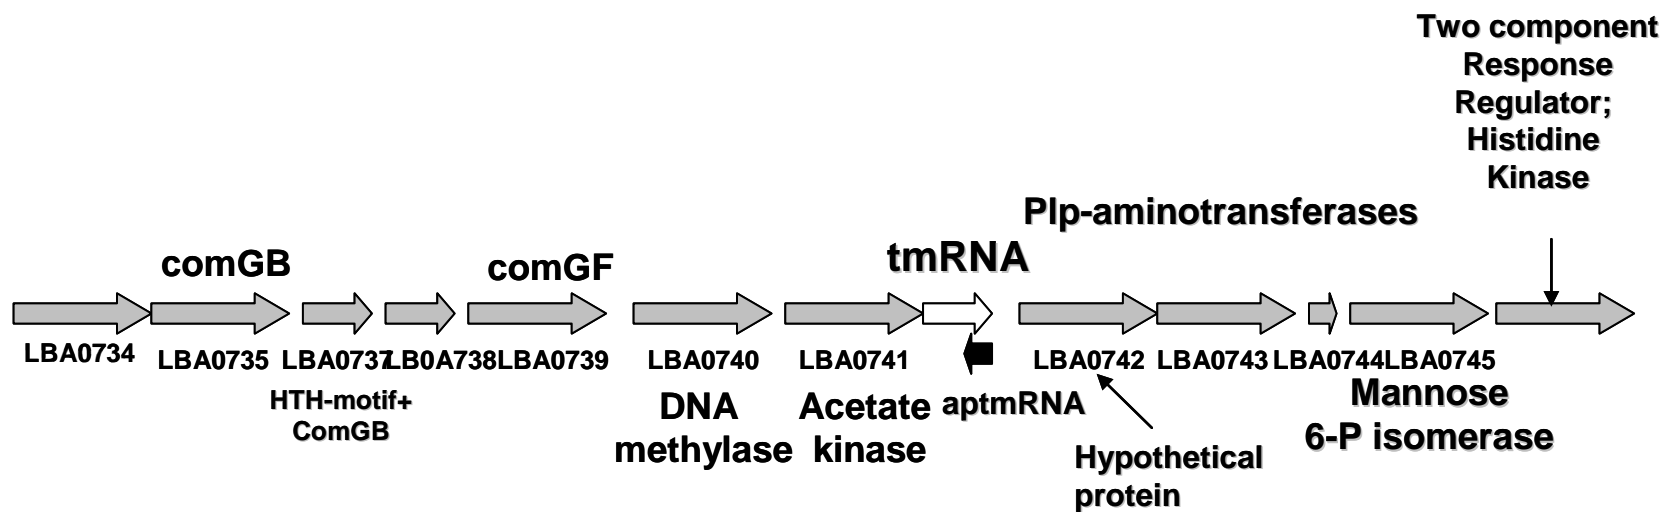 Two component
Response
Regulator;
Histidine
Kinase
Plp-aminotransferases
comGB
comGF
tmRNA
LBA0734
LBA0735
LBA0737
LB0A738
LBA0739
LBA0740
LBA0741
LBA0742
LBA0743
LBA0744
LBA0745
HTH-motif+
ComGB
DNA
methylase
Acetate
kinase
aptmRNA
Mannose
6-P isomerase
Hypothetical
protein